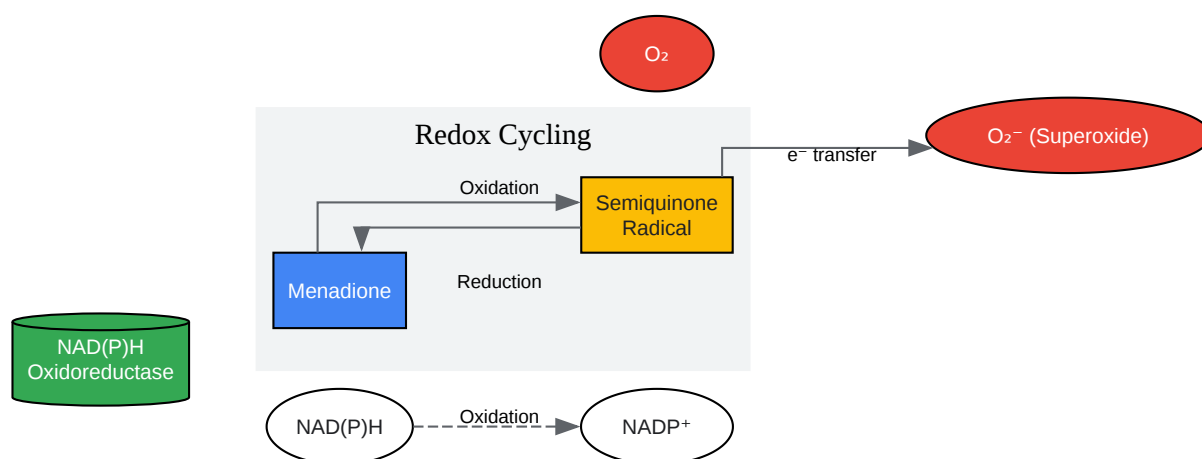 O₂
Redox Cycling
O₂⁻ (Superoxide)
e⁻ transfer
Oxidation
Semiquinone
Radical
Reduction
Menadione
NAD(P)H
Oxidoreductase
NAD(P)H
Oxidation
NADP⁺